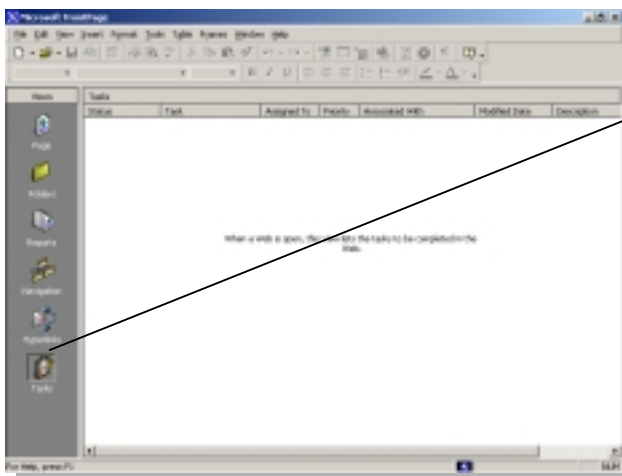 Microsoft FrontPage
File Edit View Insert Format Tools Table Frames Window Help
Views
Tasks
Status Task Assigned To Priority Associated With Modified Date Description
Page
Folders
Reports
When a Web is open, this view lists the tasks to be completed in the
Web.
Navigation
Hyperlinks
Tasks
For Help, press F1
NUM